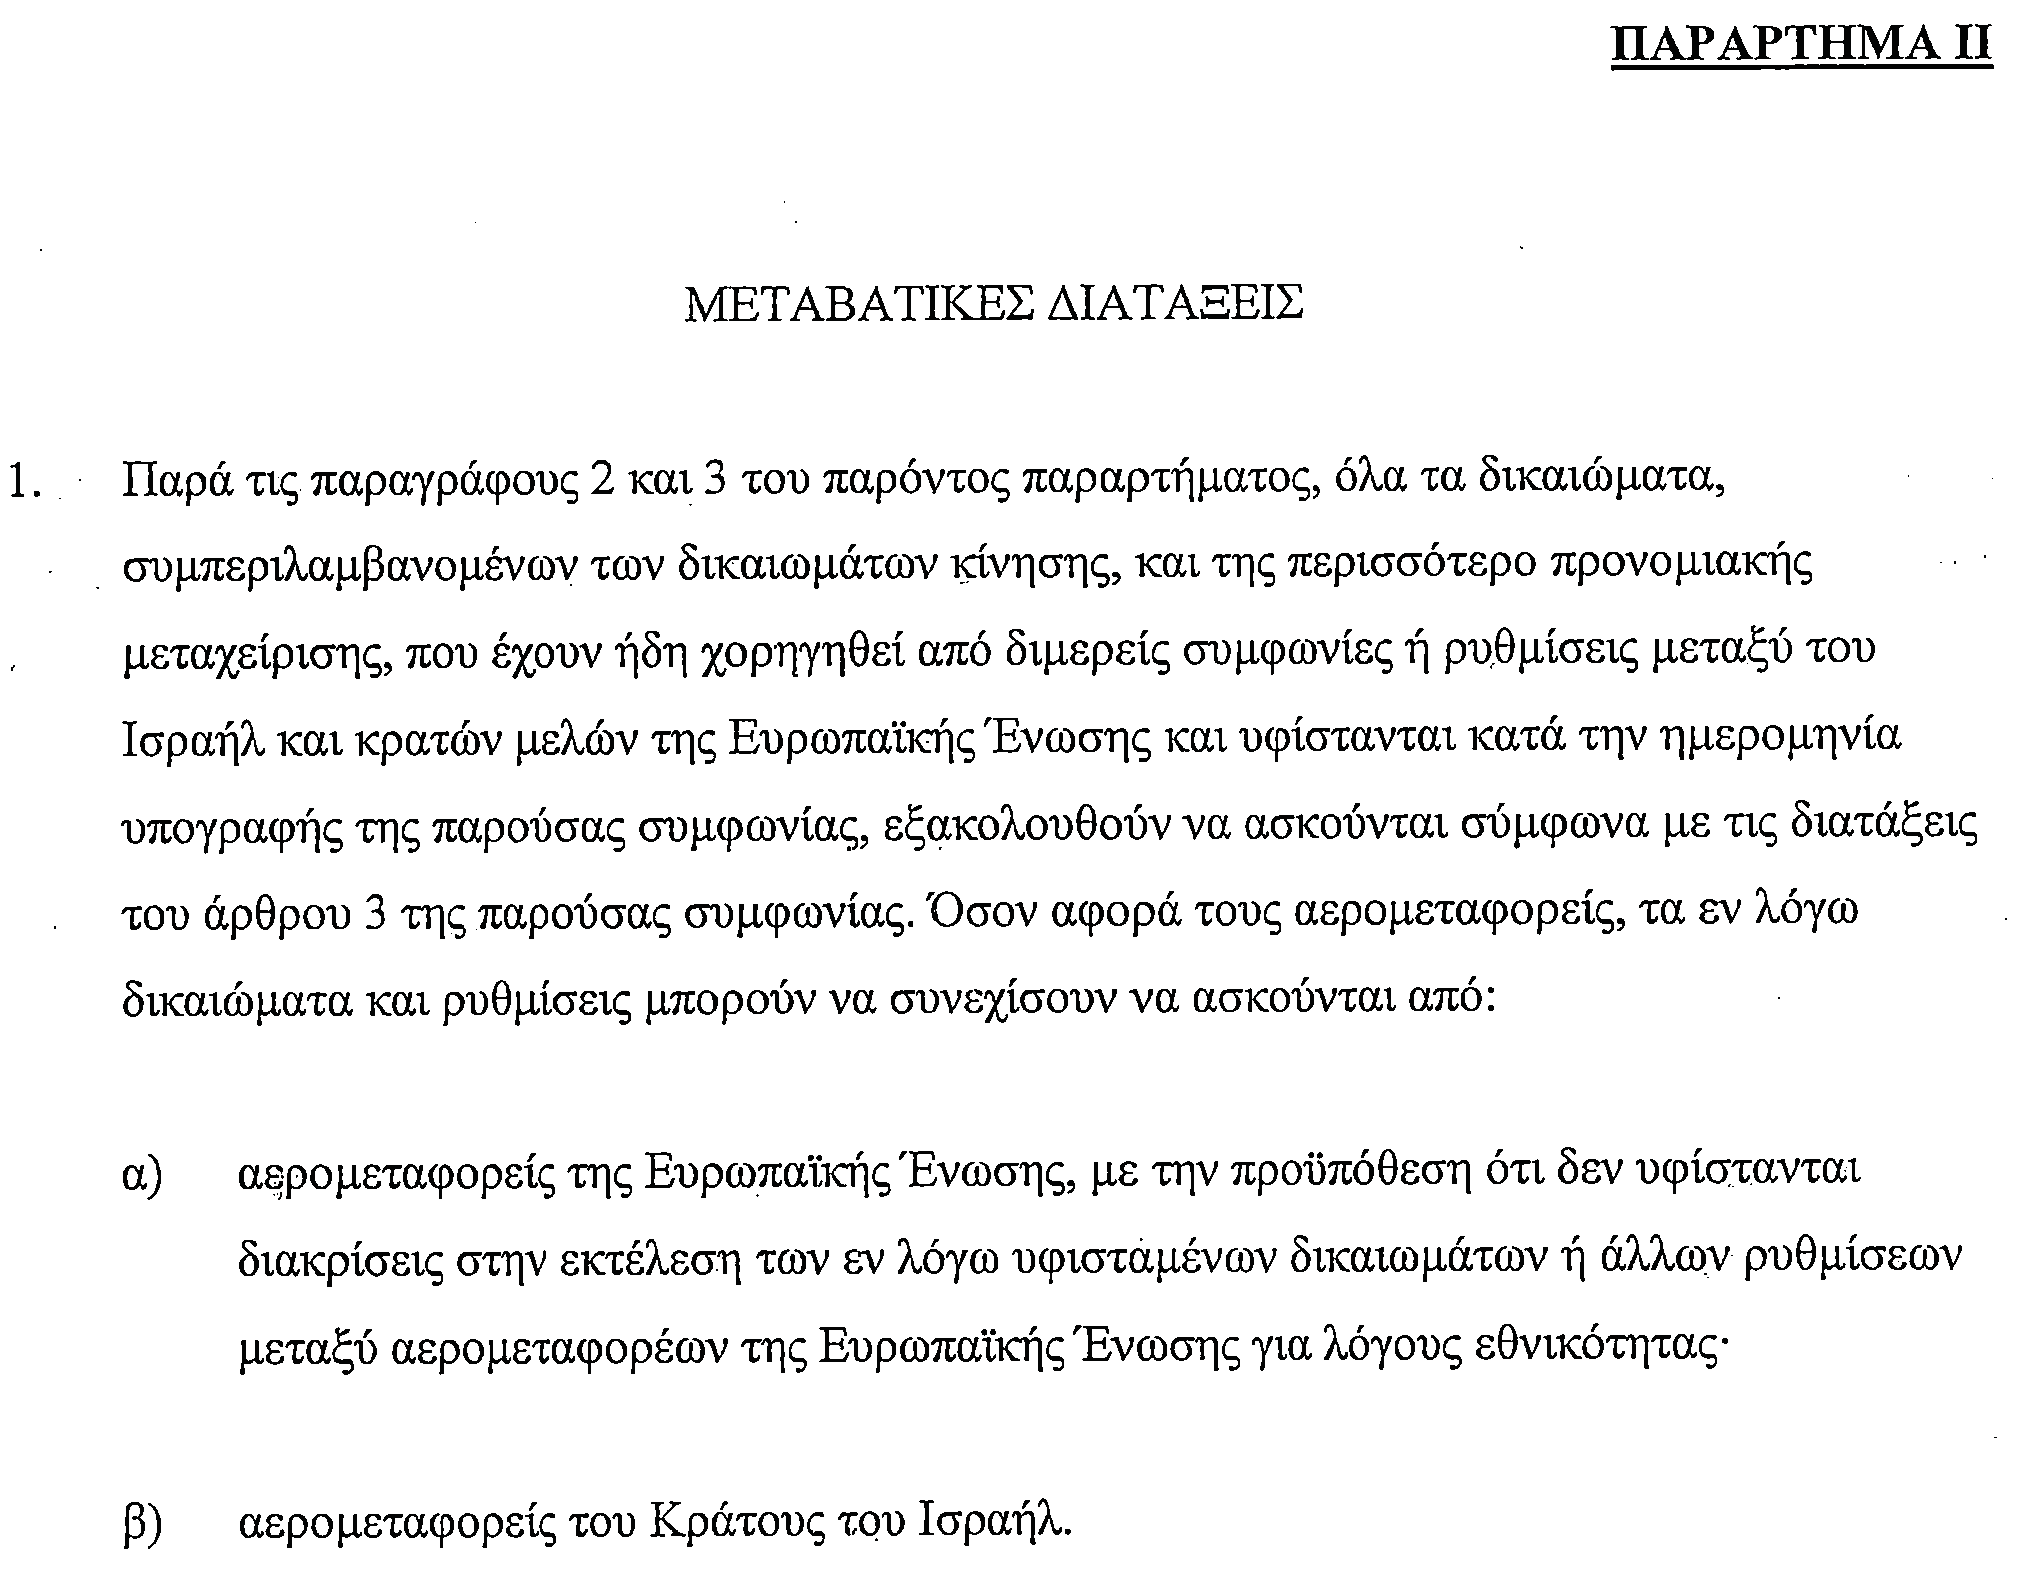 ΠΑΡΑΡΤΗΜΑ ΙΙ
ΜΕΤΑΒΑΤΙΚΕΣ ΔΙΑΤΑΞΕΙΣ
1. Παρά τις παραγράφους 2 και 3 του παρόντος παραρτήματος, όλα τα δικαιώματα,
συμπεριλαμβανομένων των δικαιωμάτων κίνησης, και της περισσότερο προνομιακής
μεταχείρισης, που έχουν ήδη χορηγηθεί από διμερείς συμφωνίες ή ρυθμίσεις μεταξύ του
Ισραήλ και κρατών μελών της Ευρωπαϊκής Ένωσης και υφίστανται κατά την ημερομηνία
υπογραφής της παρούσας συμφωνίας, εξακολουθούν να ασκούνται σύμφωνα με τις διατάξεις
του άρθρου 3 της παρούσας συμφωνίας. Όσον αφορά τους αερομεταφορείς, τα εν λόγω
δικαιώματα και ρυθμίσεις μπορούν να συνεχίσουν να ασκούνται από:
α) αερομεταφορείς της Ευρωπαϊκής Ένωσης, με την προϋπόθεση ότι δεν υφίστανται
διακρίσεις στην εκτέλεση των εν λόγω υφισταμένων δικαιωμάτων ή άλλων ρυθμίσεων
μεταξύ αερομεταφορέων της Ευρωπαϊκής Ένωσης για λόγους εθνικότητας·
β) αερομεταφορείς του Κράτους του Ισραήλ.